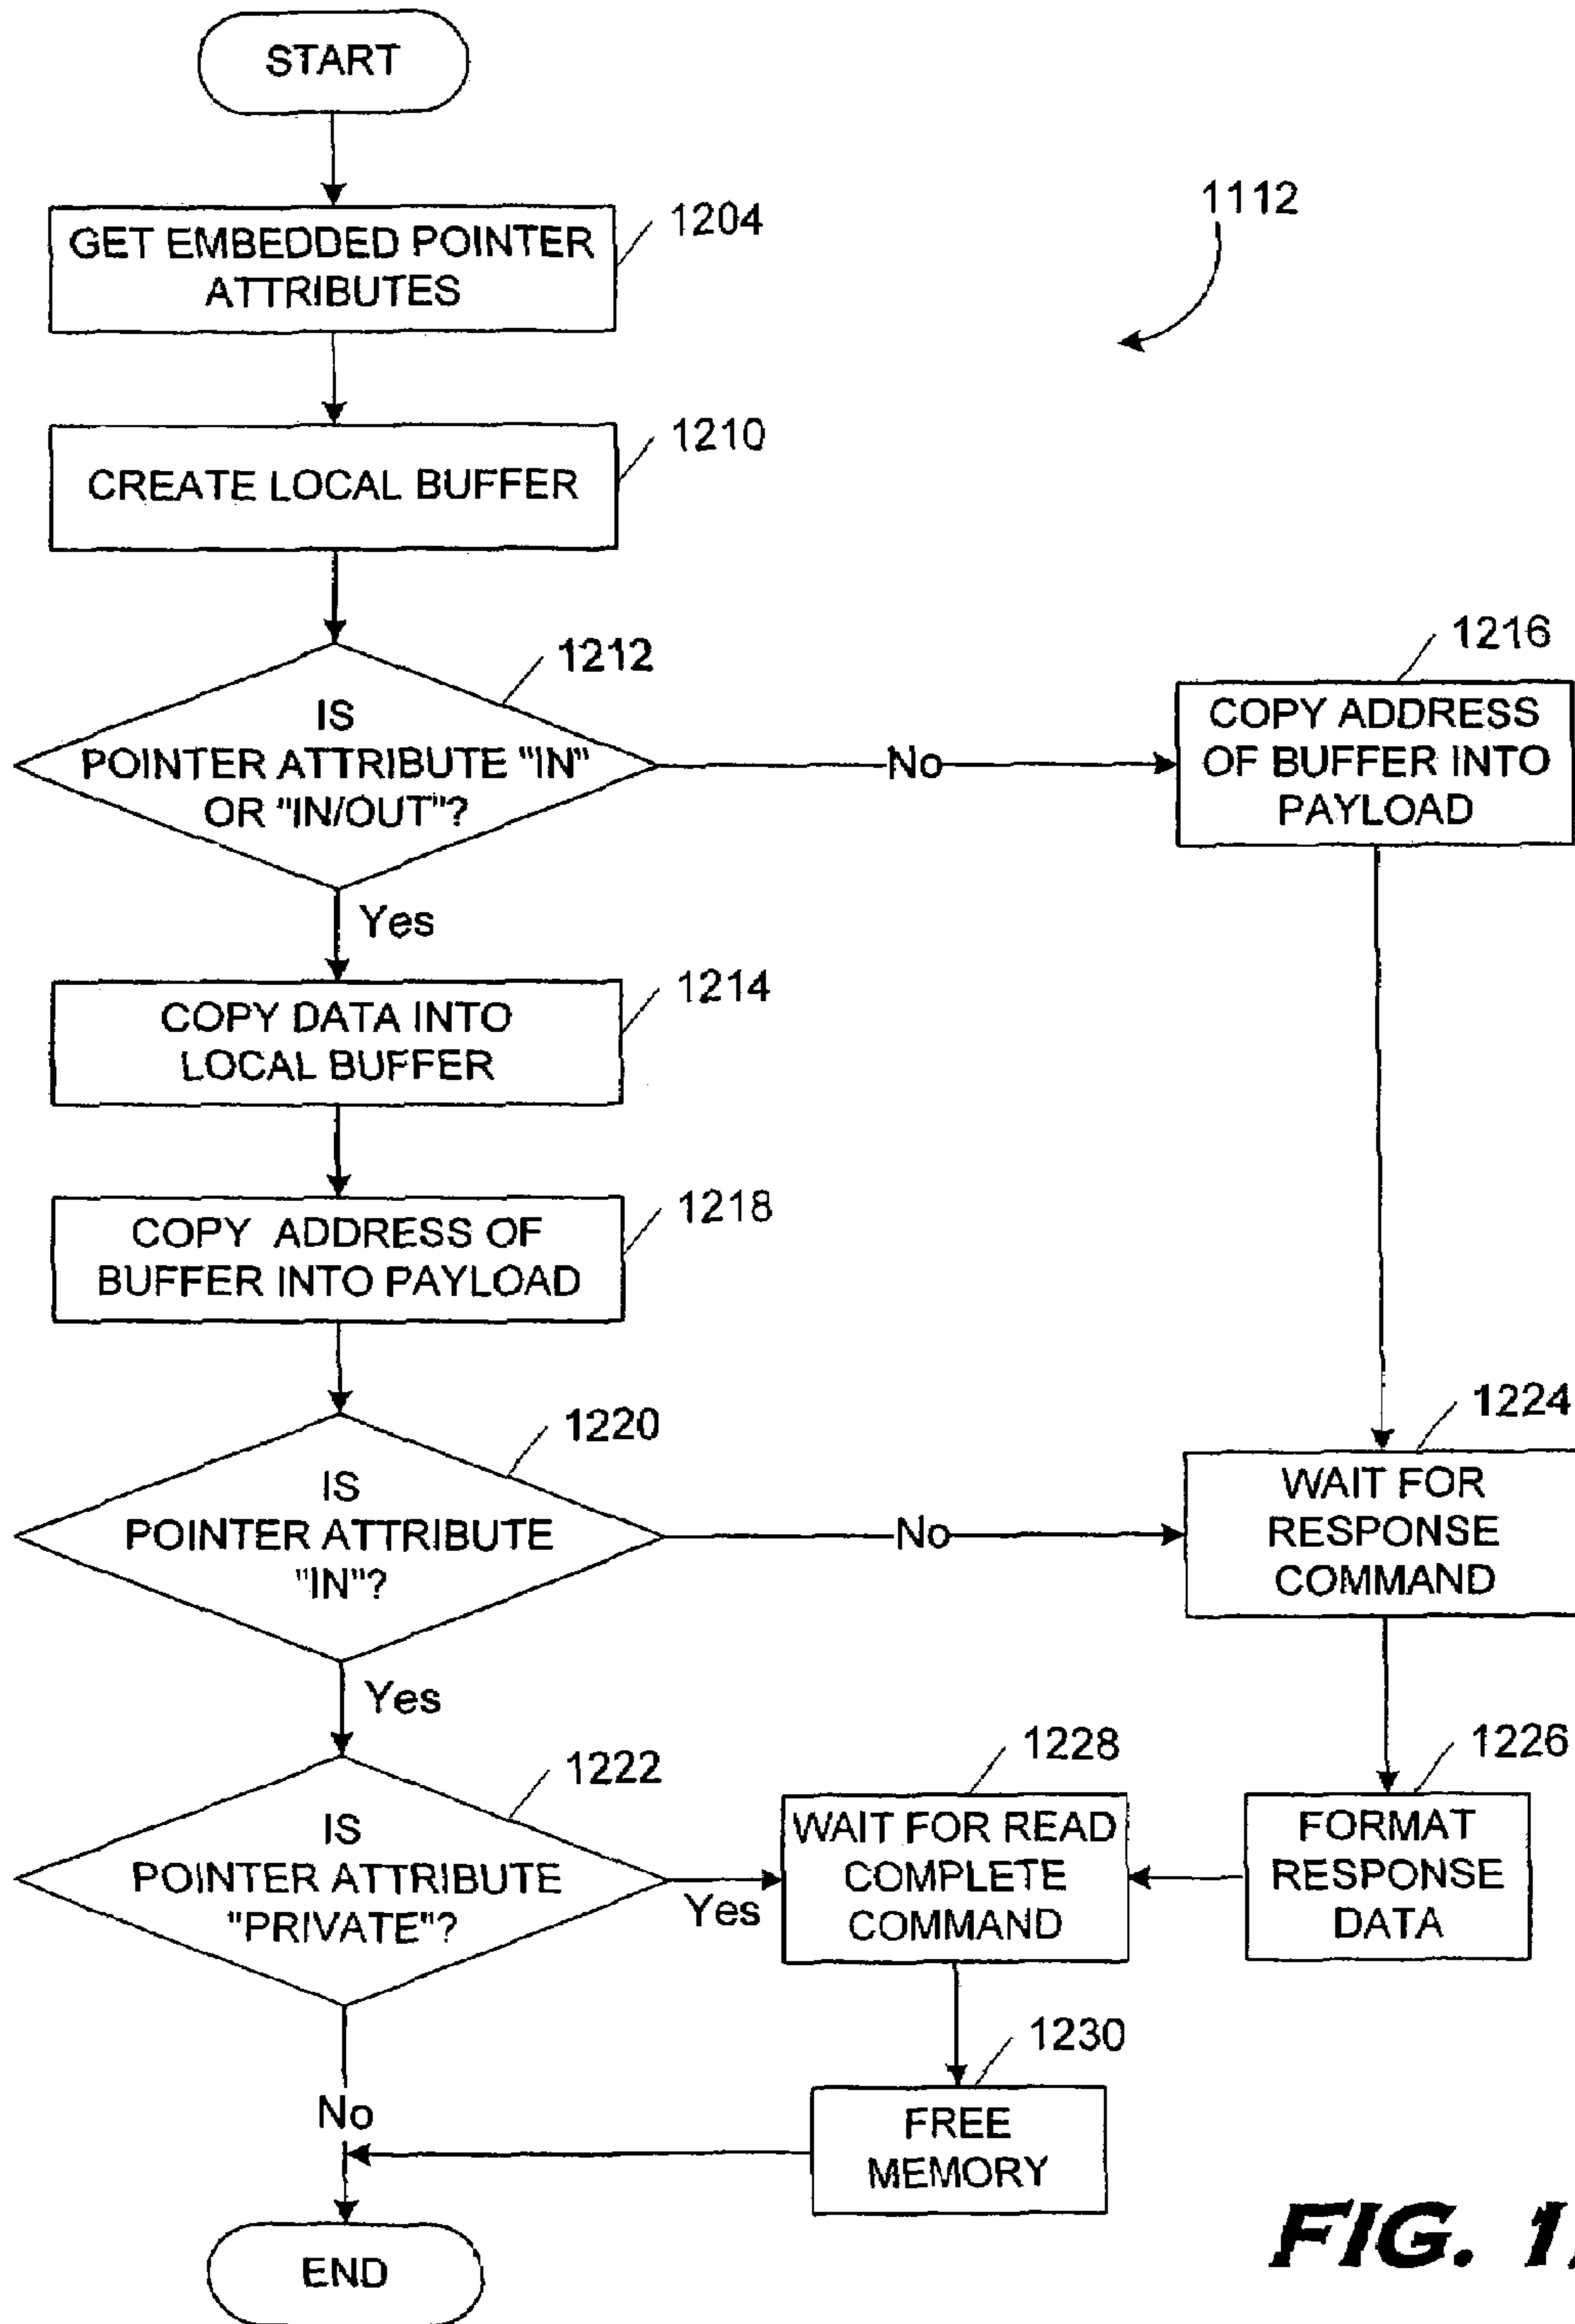 START
GET EMBEDDED POINTER
ATTRIBUTES
1204
1112
CREATE LOCAL BUFFER
1210
IS
POINTER ATTRIBUTE "IN"
OR "IN/OUT"?
1212
No
COPY ADDRESS
OF BUFFER INTO
PAYLOAD
1216
Yes
COPY DATA INTO
LOCAL BUFFER
1214
COPY ADDRESS OF
BUFFER INTO PAYLOAD
1218
IS
POINTER ATTRIBUTE
"IN"?
1220
No
WAIT FOR
RESPONSE
COMMAND
1224
Yes
IS
POINTER ATTRIBUTE
"PRIVATE"?
1222
Yes
WAIT FOR READ
COMPLETE
COMMAND
1228
FORMAT
RESPONSE
DATA
1226
No
FREE
MEMORY
1230
END
FIG.